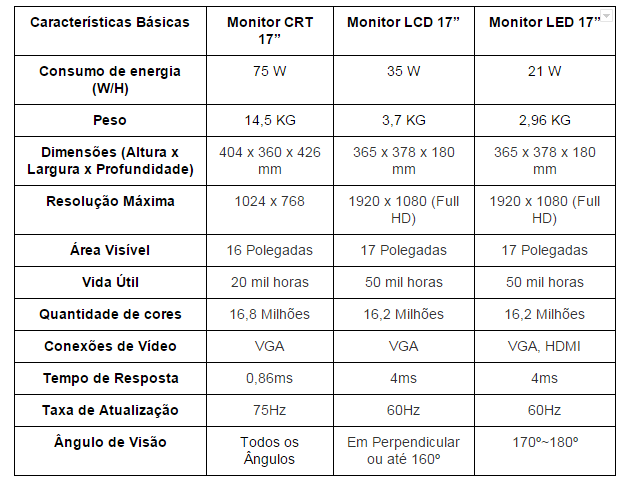 Características Básicas
Monitor CRT
17”
Monitor LCD 17”
Monitor LED 17”
Consumo de energia
(W/H)
75 W
35 W
21 W
Peso
14,5 KG
3,7 KG
2,96 KG
Dimensões (Altura x
Largura x Profundidade)
404 x 360 x 426
mm
365 x 378 x 180
mm
365 x 378 x 180
mm
Resolução Máxima
1024 x 768
1920 x 1080 (Full
HD)
1920 x 1080 (Full
HD)
Área Visível
16 Polegadas
17 Polegadas
17 Polegadas
Vida Útil
20 mil horas
50 mil horas
50 mil horas
Quantidade de cores
16,8 Milhões
16,2 Milhões
16,2 Milhões
Conexões de Vídeo
VGA
VGA
VGA, HDMI
Tempo de Resposta
0,86ms
4ms
4ms
Taxa de Atualização
75Hz
60Hz
60Hz
Ângulo de Visão
Todos os
Ângulos
Em Perpendicular
ou até 160º
170º~180º